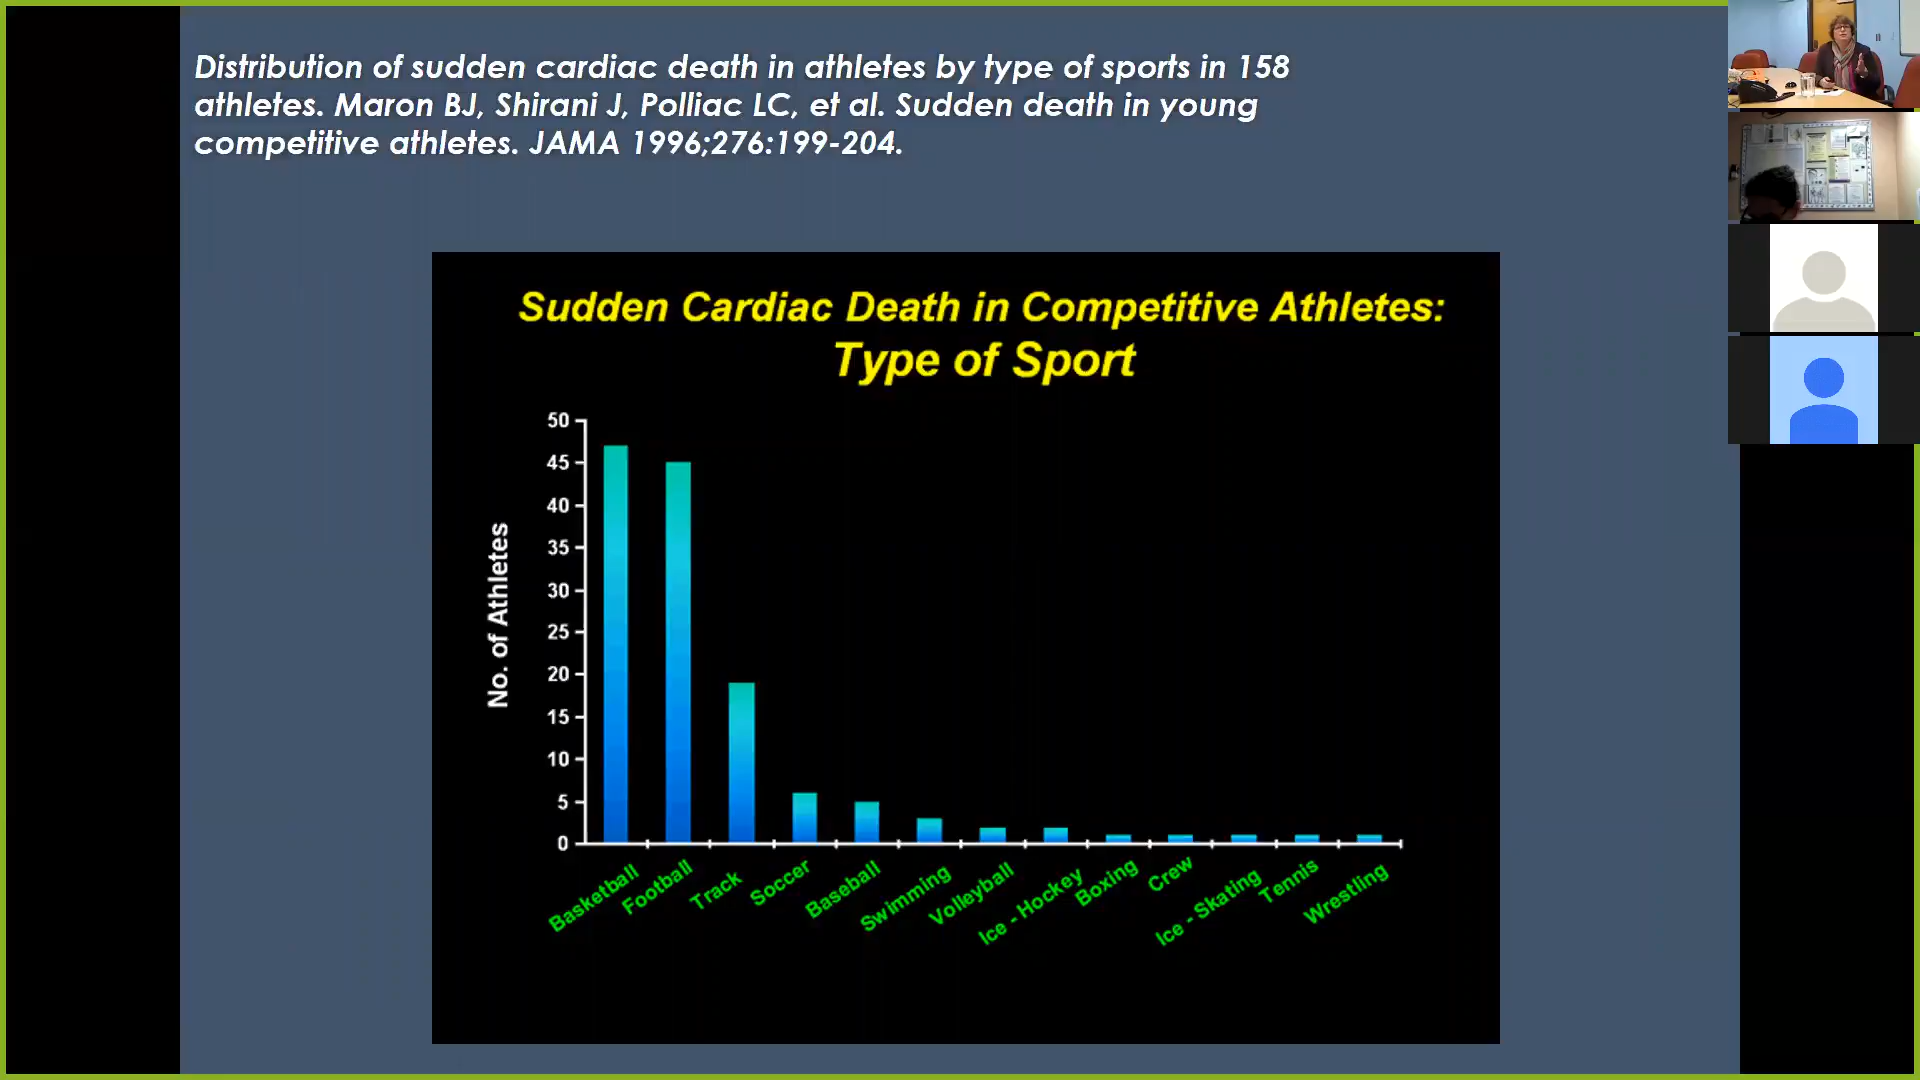 Distribution of sudden cardiac death in athletes by type of sports in 158
athletes. Maron BJ, Shirani J, Polliac LC, et al. Sudden death in young
competitive athletes. JAMA 1996;276:199-204.
Sudden Cardiac Death in Competitive Athletes:
Type of Sport
No. of Athletes
50
45
40
35
30
25
20
15
10
5
0
Basketball
Football
Track
Soccer
Baseball
Swimming
Volleyball
Ice - Hockey
Boxing
Crew
Ice - Skating
Tennis
Wrestling